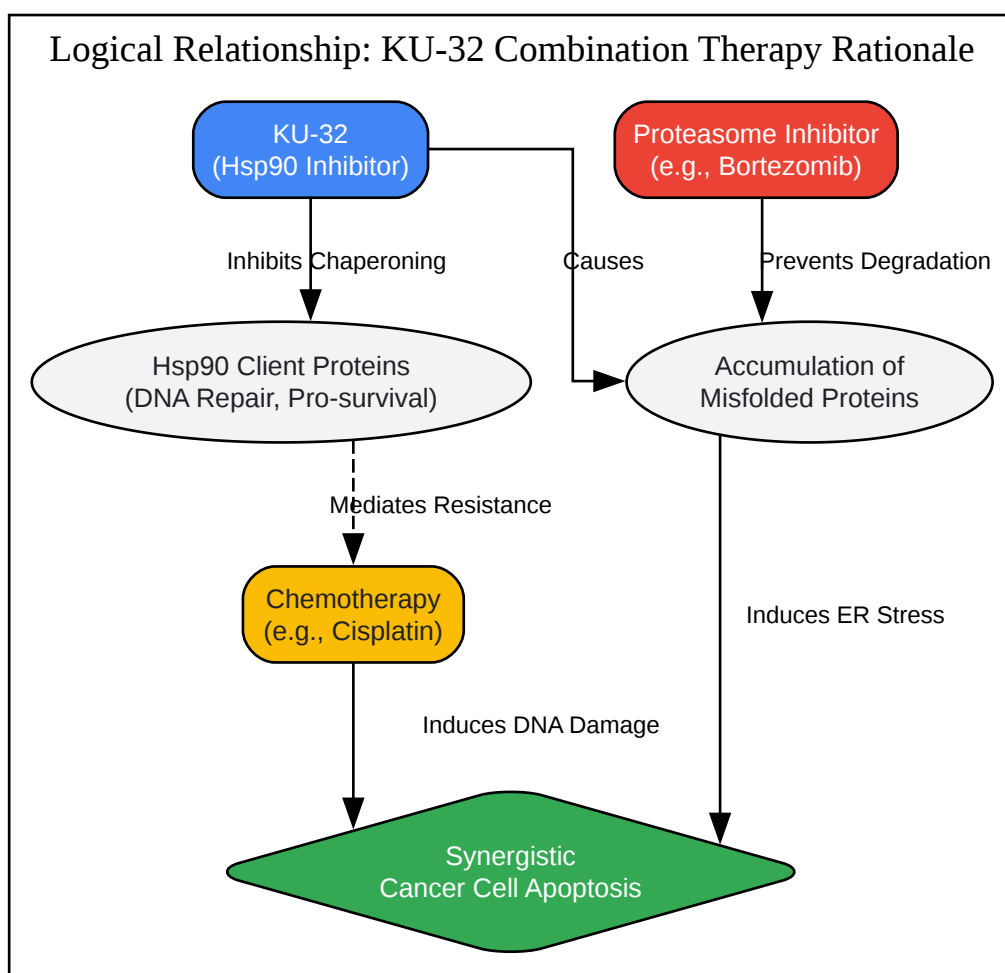 Logical Relationship: KU-32 Combination Therapy Rationale
KU-32
(Hsp90 Inhibitor)
Proteasome Inhibitor
(e.g., Bortezomib)
Inhibits Chaperoning
Causes
Prevents Degradation
Hsp90 Client Proteins
(DNA Repair, Pro-survival)
Accumulation of
Misfolded Proteins
Mediates Resistance
Chemotherapy
(e.g., Cisplatin)
Induces ER Stress
Induces DNA Damage
Synergistic
Cancer Cell Apoptosis